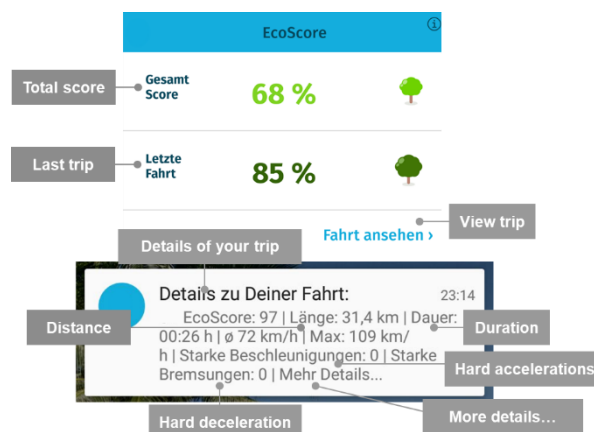 EcoScore
Total score
Gesamt
Score
68 %
Last trip
Letzte
Fahrt
85 %
View trip
Fahrt ansehen ›
Details of your trip
Details zu Deiner Fahrt:
23:14
EcoScore: 97 | Länge: 31,4 km | Dauer:
00:26 h | ø 72 km/h | Max: 109 km/
h | Starke Beschleunigungen: 0 | Starke
Bremsungen: 0 | Mehr Details...
Distance
Duration
Hard accelerations
Hard deceleration
More details…